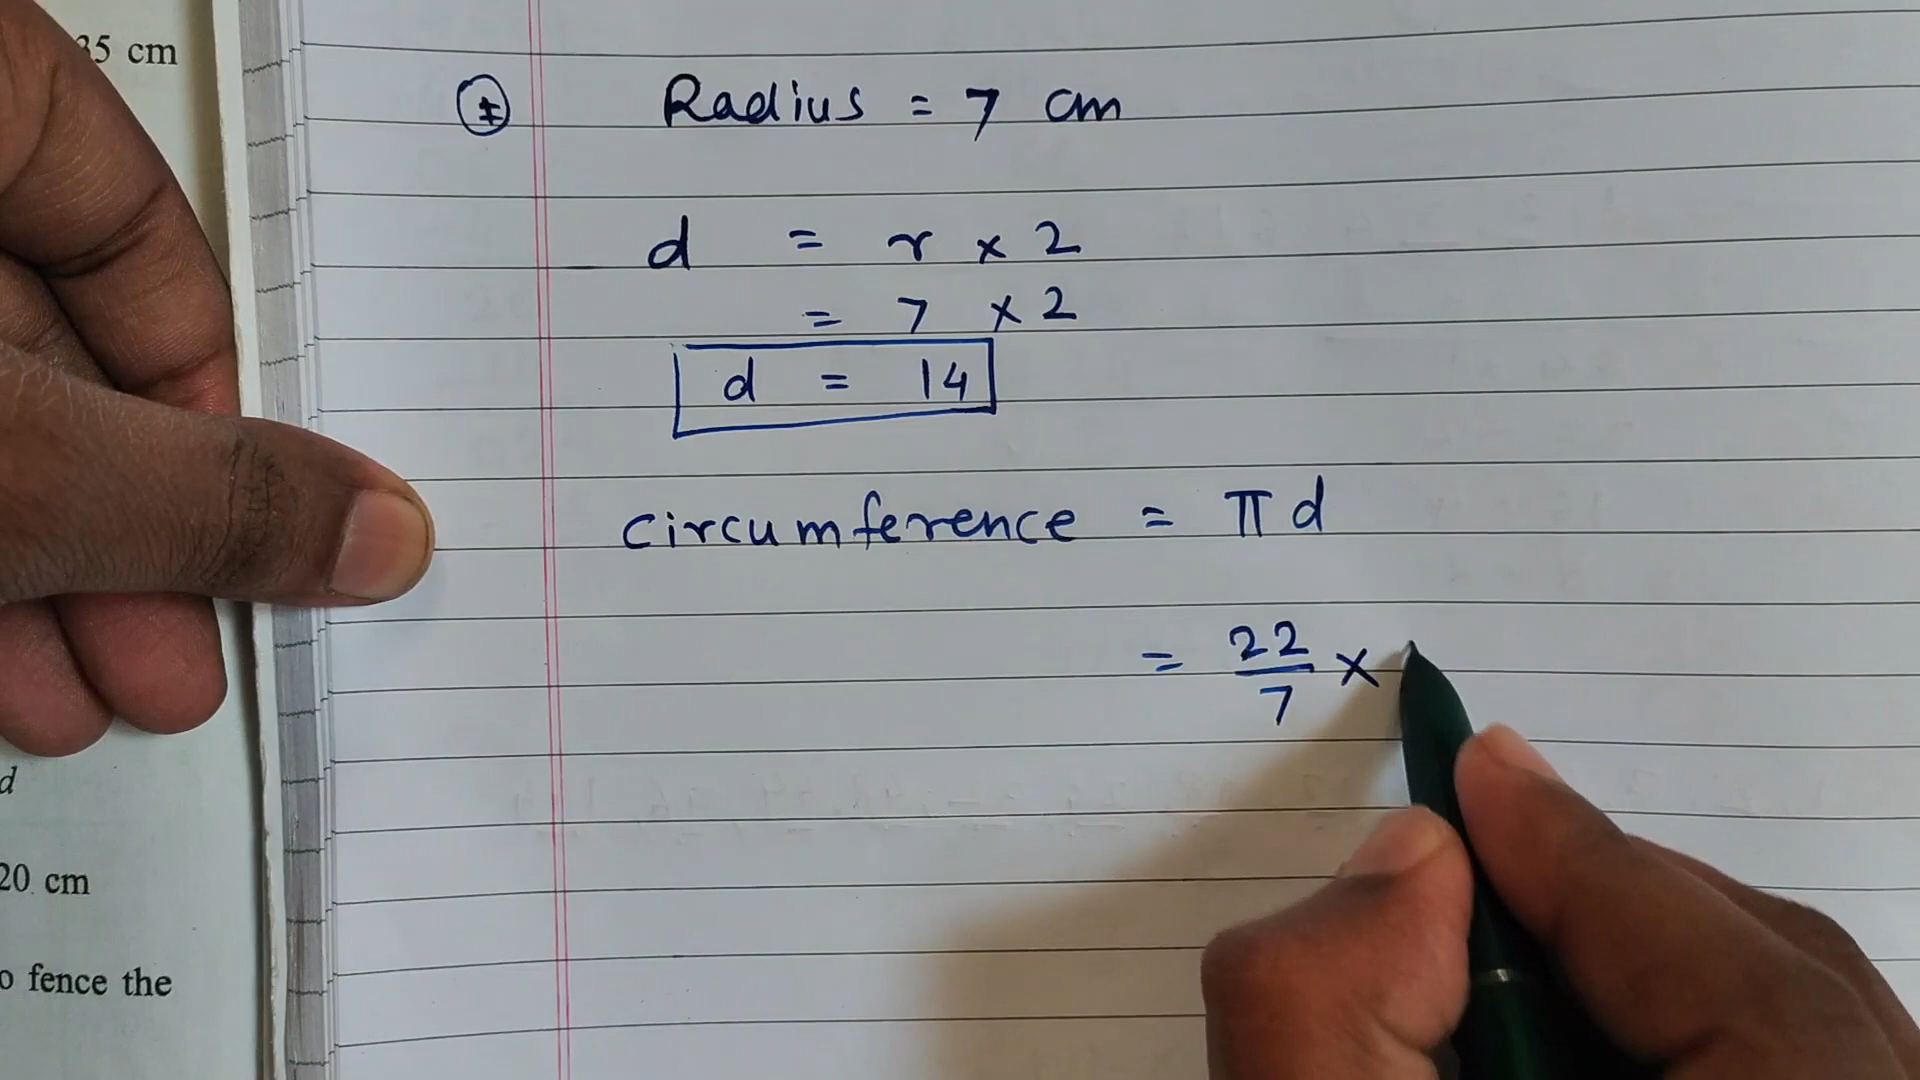 35 cm
Radius = 7 cm
d = r × 2
= 7 × 2
d = 14
circumference = π d
= 22/7 ×
d
20 cm
fence the